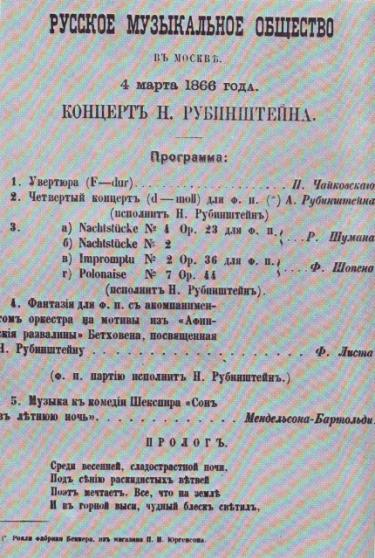 РУССКОЕ МУЗЫКАЛЬНОЕ ОБЩЕСТВО
ВЪ МОСКВѢ.
4 марта 1866 года.
КОНЦЕРТЪ Н. РУБИНШТЕЙНА.
Программа:
1. Увертюра (F—dur) . . . . . . . . . . . . . . . . . П. Чайковскаго
2. Четвертый концертъ (d—moll) для ф. п. (*) А. Рубинштейна
(исполнитъ Н. Рубинштейнъ)
3. а) Nachtstücke № 4 Op. 23 для ф. п.
б) Nachtstücke № 2 . . . Р. Шумана
в) Impromptu № 2 Op. 36 для ф. п.
г) Polonaise № 7 Op. 44 . . . . Ф. Шопена
(исполнитъ Н. Рубинштейнъ).
4. Фантазія для ф. п. съ акомпанимен-
томъ оркестра на мотивы изъ «Афин-
скія развалины» Бетховена, посвященная
Н. Рубинштейну . . . . . . . . . . . . . . . . . Ф. Листа
(Ф. п. партію исполнитъ Н. Рубинштейнъ.)
5. Музыка къ комедіи Шекспира «Сонъ
въ лѣтнюю ночь». . . . . . . . . . . . Мендельсона-Бартольди
ПРОЛОГЪ.
Среди весенней, сладострастной ночи,
Подъ сѣнію раскидистыхъ вѣтвей
Поэтъ мечтаетъ. Все, что на землѣ
И въ горной выси, чудный блескъ свѣтилъ,
(* Рояли фабрики Беккера, изъ магазина П. И. Юргенсона.